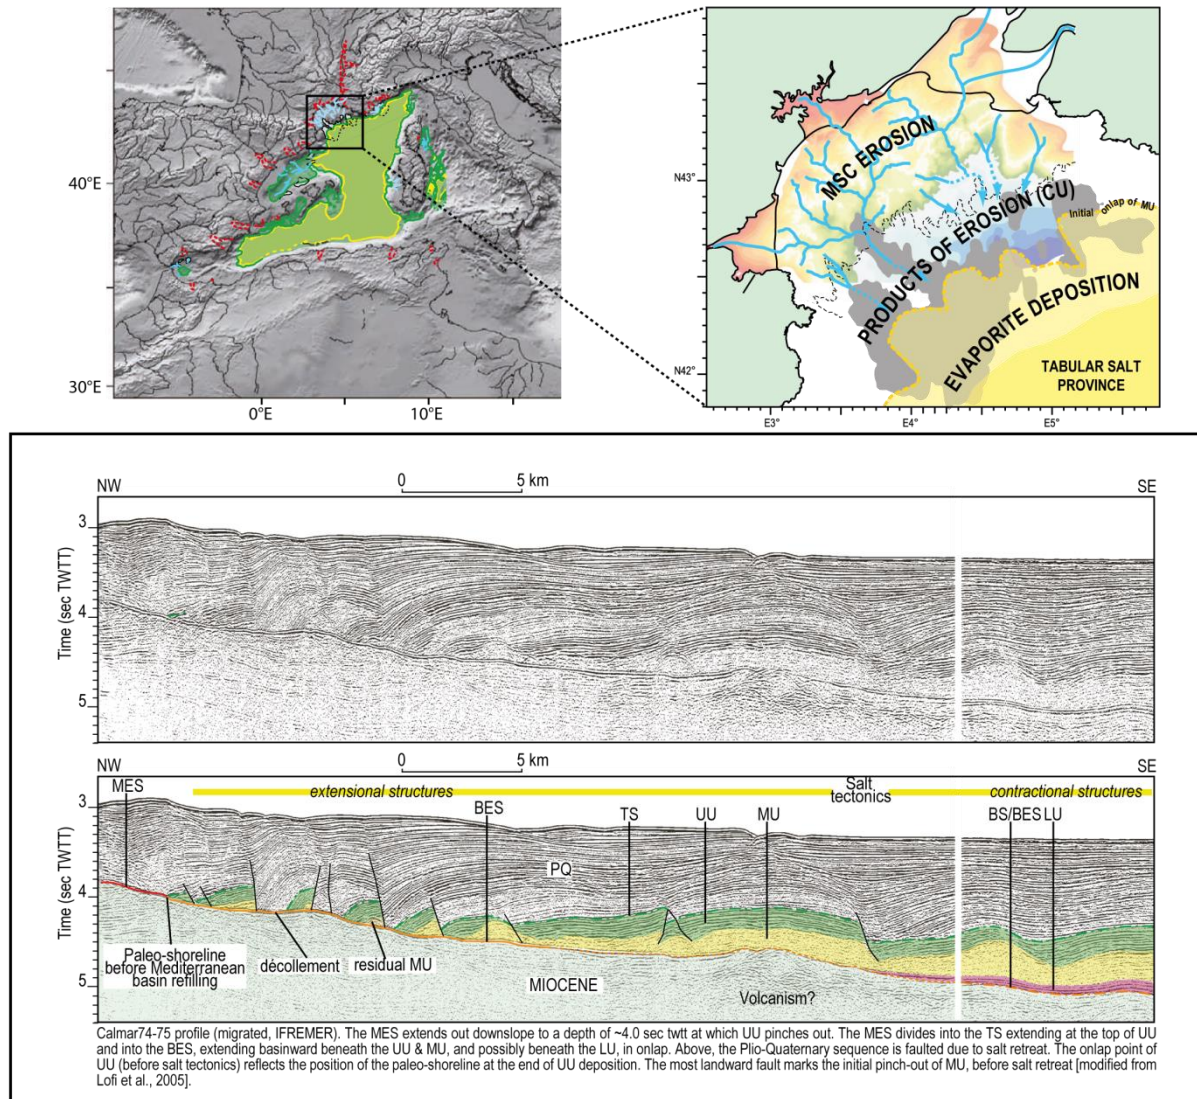 40°E
30°E
0°E
10°E
MSC EROSION
PRODUCTS OF EROSION (CU)
Initial onlap of MU
EVAPORITE DEPOSITION
TABULAR SALT
PROVINCE
N43°
N42°
E3°
E4°
E5°
NW
0
5 km
SE
Time (sec TWTT)
3
4
5
NW
0
5 km
SE
MES
extensional structures
Salt
tectonics
contractional structures
BES
TS
UU
MU
BS/BES
LU
PQ
Time (sec TWTT)
3
4
5
Paleo-shoreline
before Mediterranean
basin refilling
décollement
residual MU
MIOCENE
Volcanism?
Calmar74-75 profile (migrated, IFREMER). The MES extends out downslope to a depth of ~4.0 sec twtt at which UU pinches out. The MES divides into the TS extending at the top of UU
and into the BES, extending basinward beneath the UU & MU, and possibly beneath the LU, in onlap. Above, the Plio-Quaternary sequence is faulted due to salt retreat. The onlap point of
UU (before salt tectonics) reflects the position of the paleo-shoreline at the end of UU deposition. The most landward fault marks the initial pinch-out of MU, before salt retreat [modified from
Lofi et al., 2005].